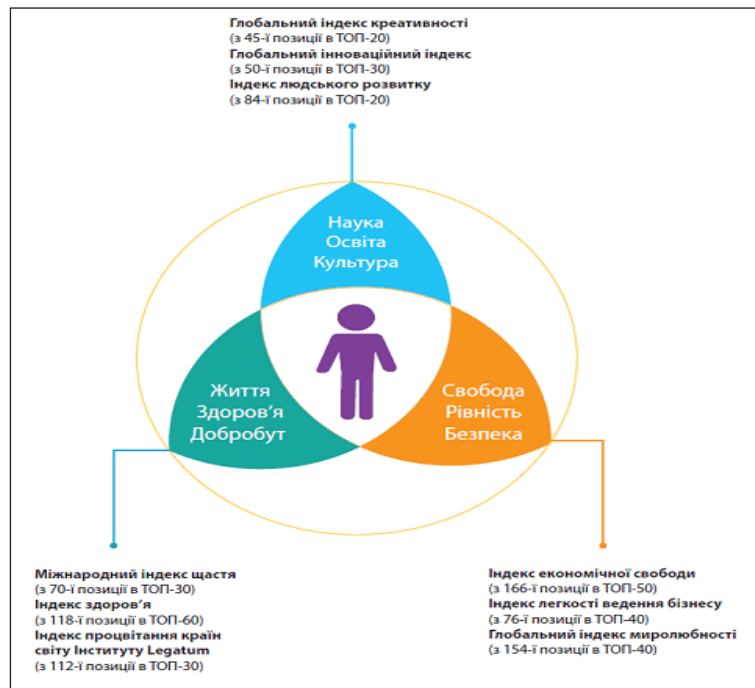 Глобальний індекс креативності
(з 45-ї позиції в ТОП-20)
Глобальний інноваційний індекс
(з 50-ї позиції в ТОП-30)
Індекс людського розвитку
(з 84-ї позиції в ТОП-20)
Наука
Освіта
Культура
Життя
Здоров’я
Добробут
Свобода
Рівність
Безпека
Міжнародний індекс щастя
(з 70-ї позиції в ТОП-30)
Індекс здоров’я
(з 118-ї позиції в ТОП-60)
Індекс процвітання країн
світу Інституту Legatum
(з 112-ї позиції в ТОП-30)
Індекс економічної свободи
(з 166-ї позиції в ТОП-50)
Індекс легкості ведення бізнесу
(з 76-ї позиції в ТОП-40)
Глобальний індекс миролюбності
(з 154-ї позиції в ТОП-40)